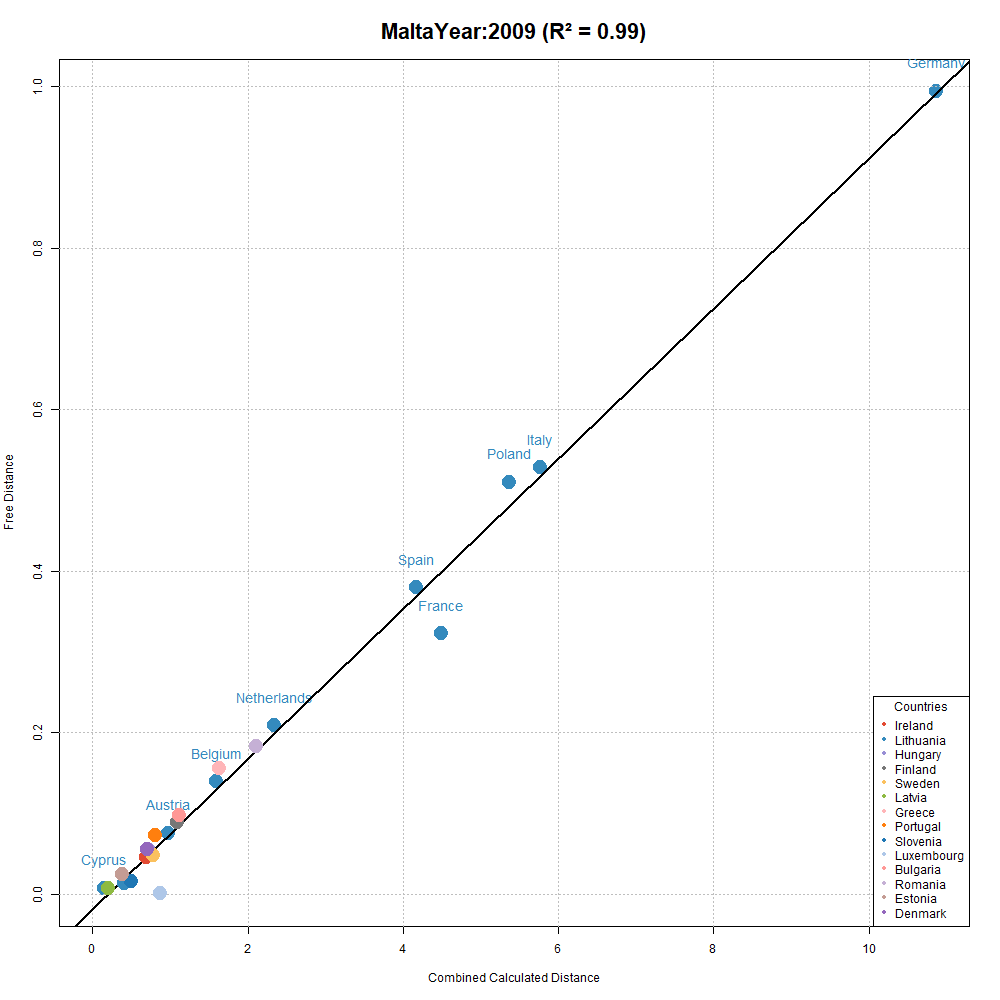 MaltaYear:2009 (R² = 0.99)
Germany
1.0
0.8
0.6
Italy
Poland
Spain
0.4
France
Netherlands
0.2
Belgium
Austria
Cyprus
0.0
Free Distance
Countries
Ireland
Lithuania
Hungary
Finland
Sweden
Latvia
Greece
Portugal
Slovenia
Luxembourg
Bulgaria
Romania
Estonia
Denmark
0 2 4 6 8 10
Combined Calculated Distance